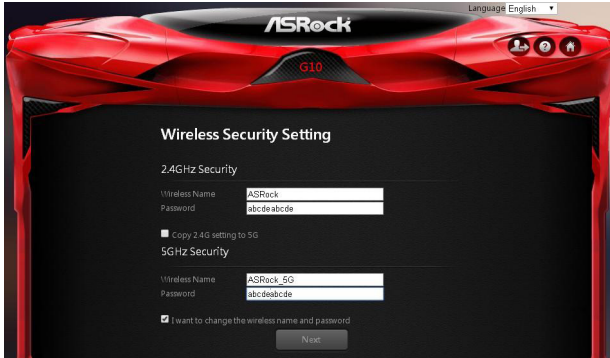 Language English
ASRock
G10
Wireless Security Setting
2.4GHz Security
Wireless Name ASRock
Password abcdeabcde
Copy 2.4G setting to 5G
5GHz Security
Wireless Name ASRock_5G
Password abcdeabcde
I want to change the wireless name and password
Next